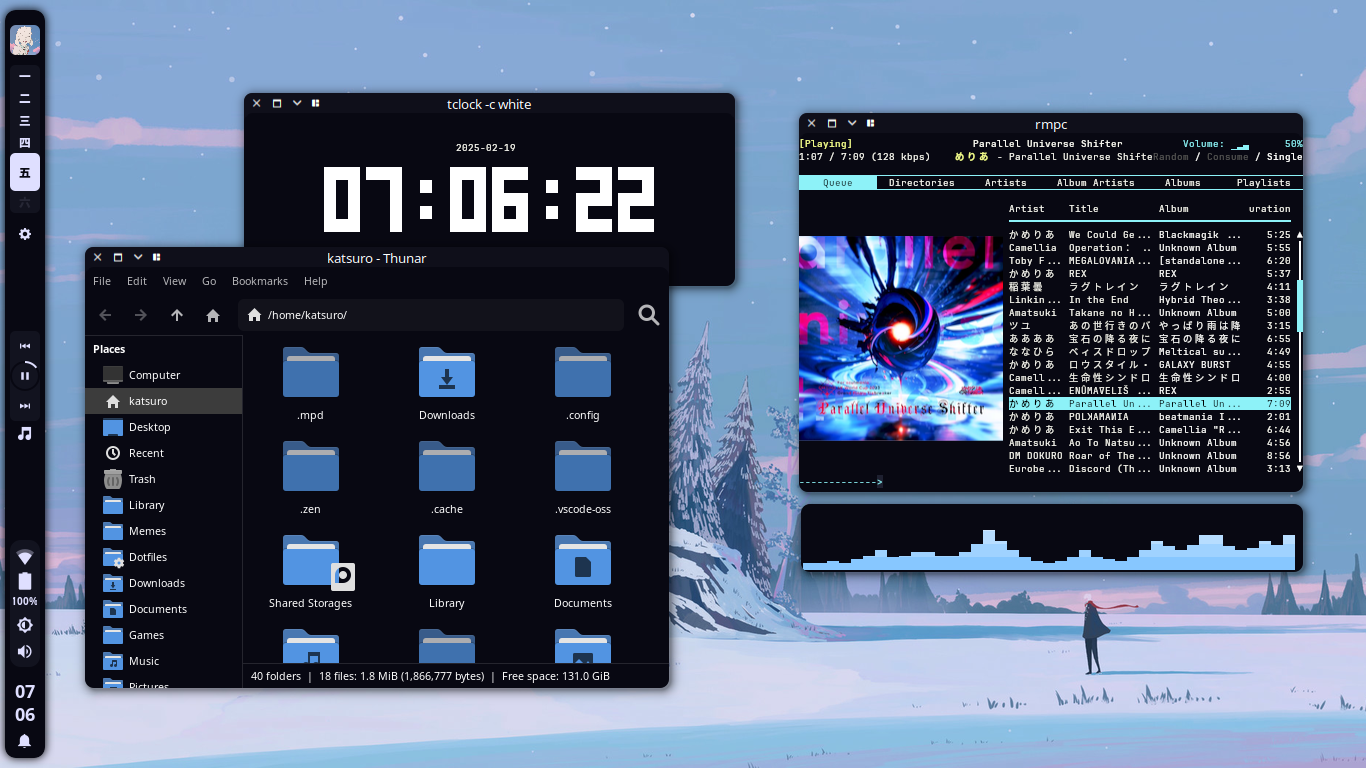 一
二
三
四
五
六
100%
07
06
tclock -c white
2025-02-19
07:06:22
katsuro - Thunar
File Edit View Go Bookmarks Help
/home/katsuro/
Places
Computer
katsuro
Desktop
Recent
Trash
Library
Memes
Dotfiles
Downloads
Documents
Games
Music
Pictures
.mpd Downloads .config
.zen .cache .vscode-oss
Shared Storages Library Documents
40 folders | 18 files: 1.8 MiB (1,866,777 bytes) | Free space: 131.0 GiB
rmpc
[Playing] Parallel Universe Shifter Volume: 50%
1:07 / 7:09 (128 kbps) めりあ - Parallel Universe Shifte Random / Consume / Single
Queue Directories Artists Album Artists Albums Playlists
Artist Title Album uration
かめりあ We Could Ge... Blackmagik ... 5:25
Camellia Operation: .. Unknown Album 5:55
Toby F... MEGALOVANIA... [standalone... 6:20
かめりあ REX REX 5:37
稲葉曇 ラグトレイン ラグトレイン 4:11
Linkin... In the End Hybrid Theo... 3:38
Amatsuki Takane no H... Unknown Album 5:00
ツユ あの世行きのバ やっぱり雨は降 3:15
ああああ 宝石の降る夜に 宝石の降る夜に 6:55
ななひら ベィスドロップ Meltical su... 4:49
かめりあ ロウスタイル・ GALAXY BURST 4:55
Camell... 生命性シンドロ 生命性シンドロ 4:00
Camell... ENŪMAVELIŠ REX 2:55
かめりあ Parallel Un... Parallel Un... 7:09
かめりあ POLꓘAMAИIA beatmania I... 2:01
かめりあ Exit This E... Camellia "R... 6:44
Amatsuki Ao To Natsu... Unknown Album 4:56
DM DOKURO Roar of The... Unknown Album 8:56
Eurobe... Discord (Th... Unknown Album 3:13
Parallel Universe Shifter
------------->